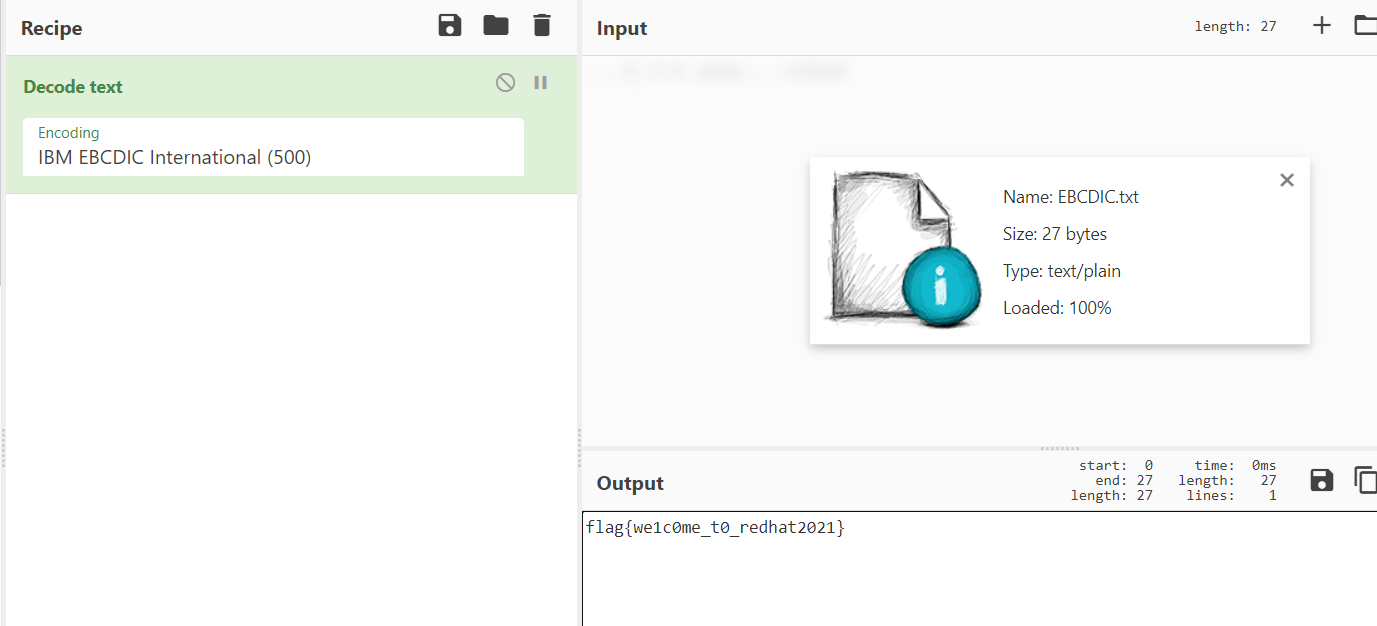 Recipe
Decode text
Encoding
IBM EBCDIC International (500)
Input
length: 27
Name: EBCDIC.txt
Size: 27 bytes
Type: text/plain
Loaded: 100%
Output
start: 0 time: 0ms
end: 27 length: 27
length: 27 lines: 1
flag{we1c0me_t0_redhat2021}